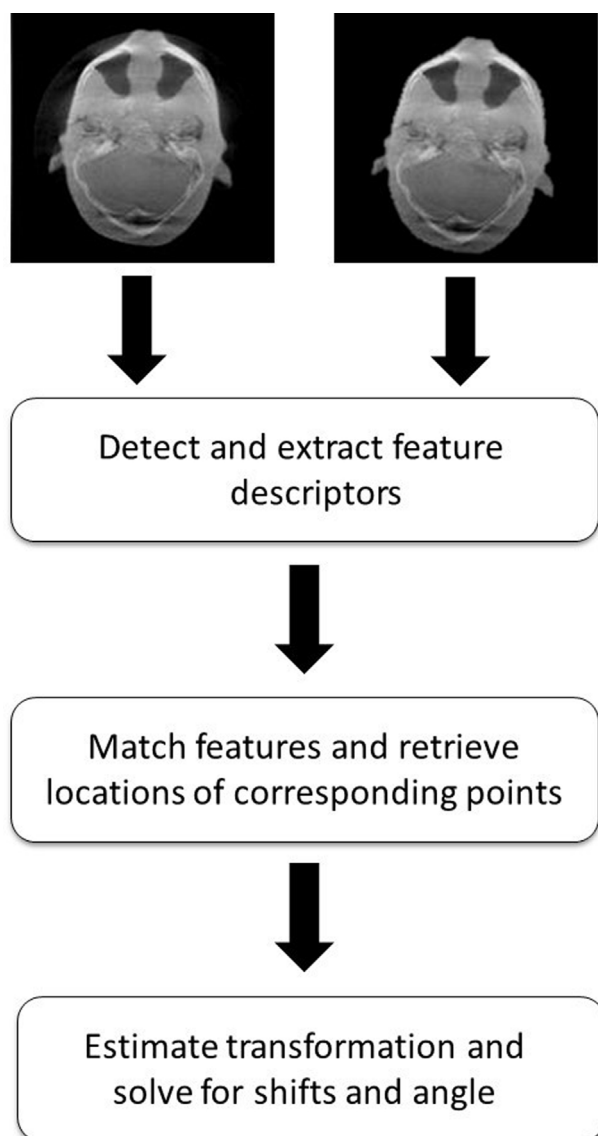 Detect and extract feature
descriptors
Match features and retrieve
locations of corresponding points
Estimate transformation and
solve for shifts and angle